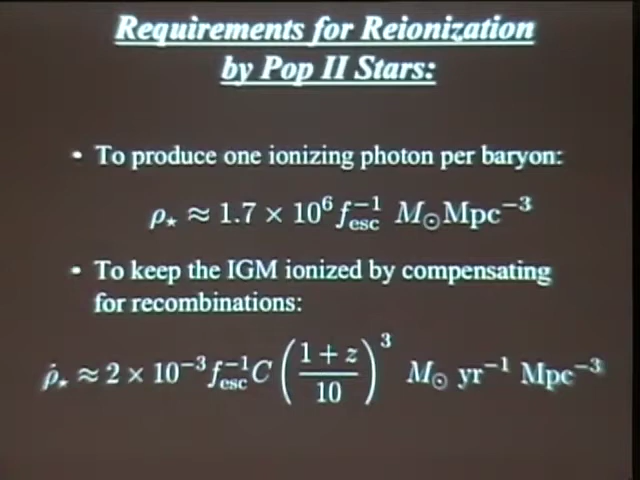 Requirements for Reionization
by Pop II Stars:
• To produce one ionizing photon per baryon:
ρ⋆ ≈ 1.7 × 10⁶ f_esc⁻¹ M⊙Mpc⁻³
• To keep the IGM ionized by compensating
for recombinations:
ρ̇⋆ ≈ 2 × 10⁻³ f_esc⁻¹ C ((1 + z)/10)³ M⊙ yr⁻¹ Mpc⁻³